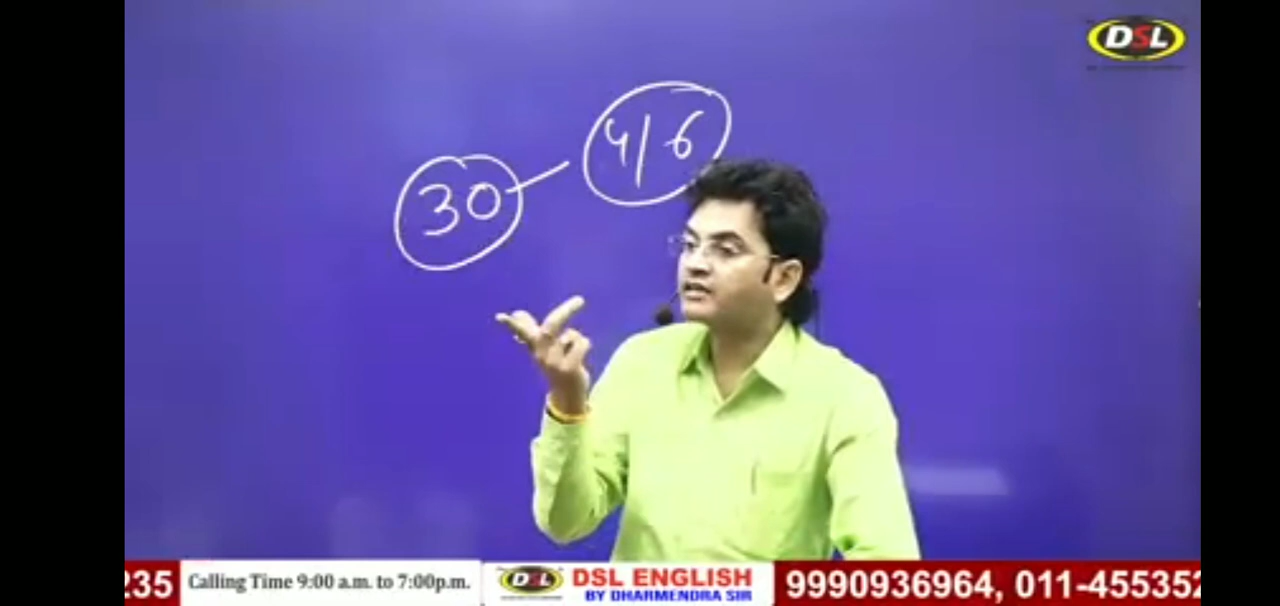 DSL
4/6
30
235
Calling Time 9:00 a.m. to 7:00p.m.
DSL
DSL ENGLISH
BY DHARMENDRA SIR
9990936964, 011-455352